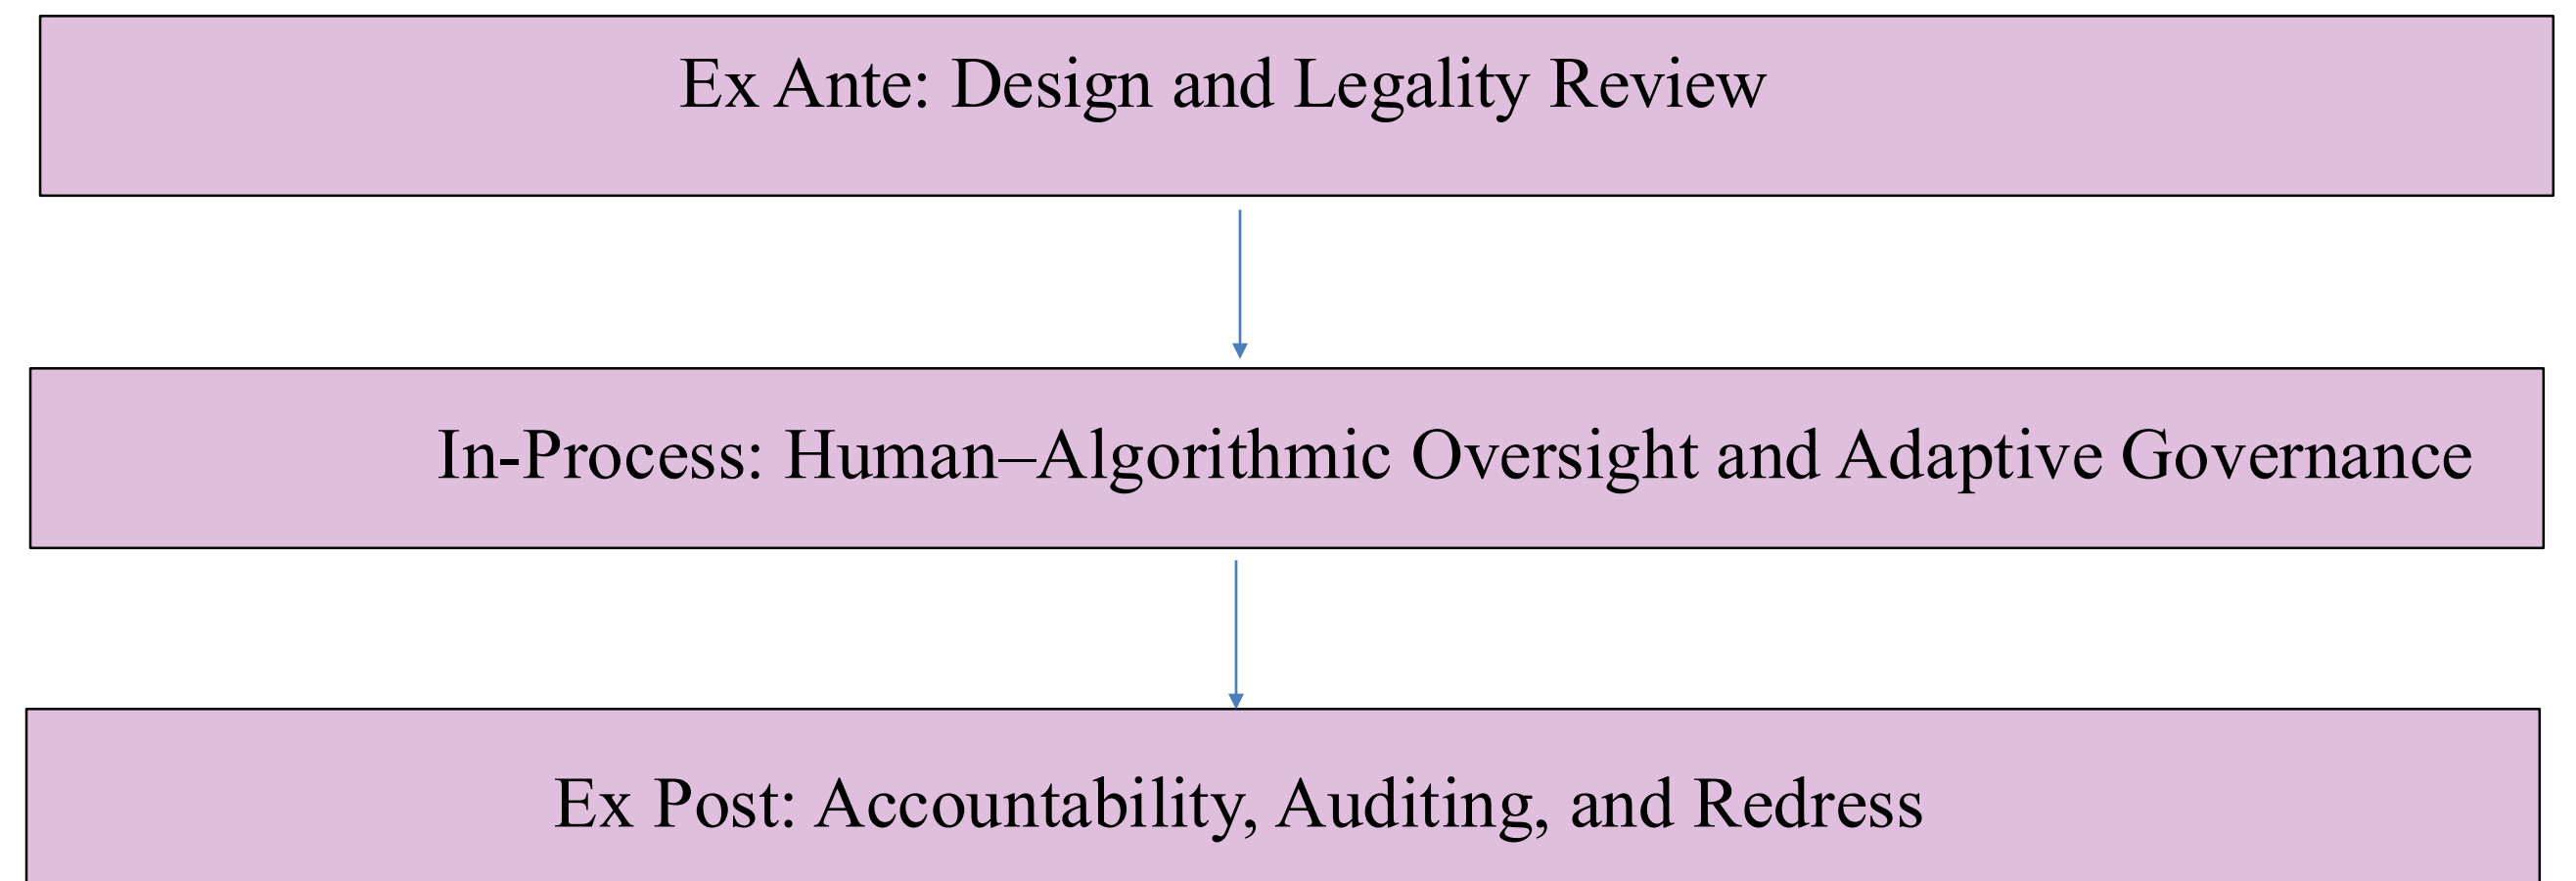 Ex Ante: Design and Legality Review
In-Process: Human–Algorithmic Oversight and Adaptive Governance
Ex Post: Accountability, Auditing, and Redress